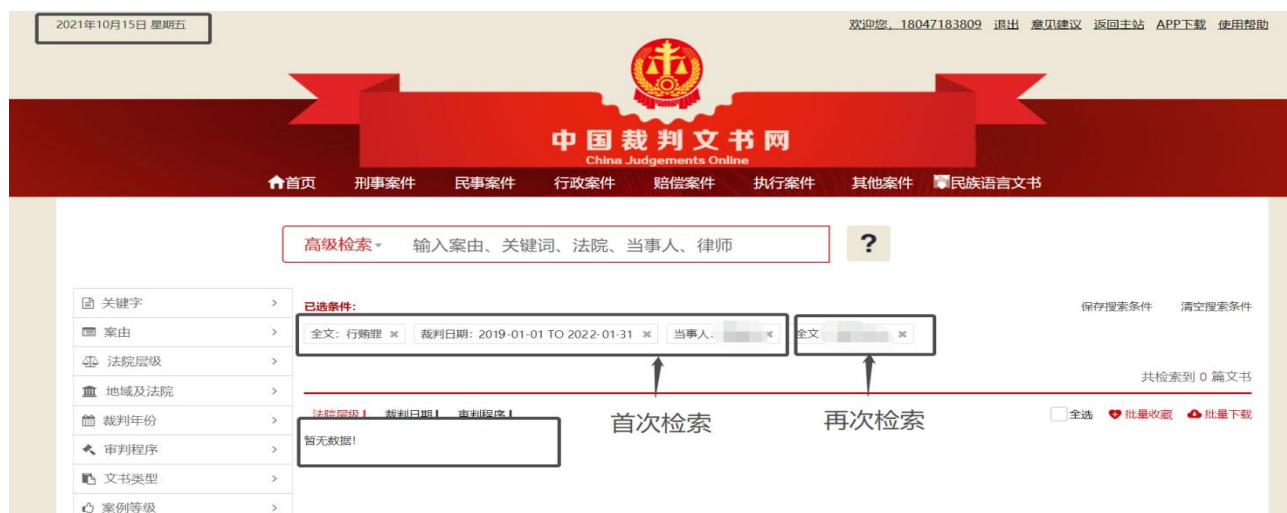 2021年10月15日 星期五
欢迎您，18047183809 退出 意见建议 返回主站 APP下载 使用帮助
中国裁判文书网
China Judgements Online
首页 刑事案件 民事案件 行政案件 赔偿案件 执行案件 其他案件 民族语言文书
高级检索 输入案由、关键词、法院、当事人、律师 ?
关键字
案由
法院层级
地域及法院
裁判年份
审判程序
文书类型
案例等级
已选条件:
保存搜索条件 清空搜索条件
全文: 行贿罪 × 裁判日期: 2019-01-01 TO 2022-01-31 × 当事人: × 全文 ×
共检索到 0 篇文书
法院层级 裁判日期 审判程序
首次检索 再次检索
全选 批量收藏 批量下载
暂无数据!